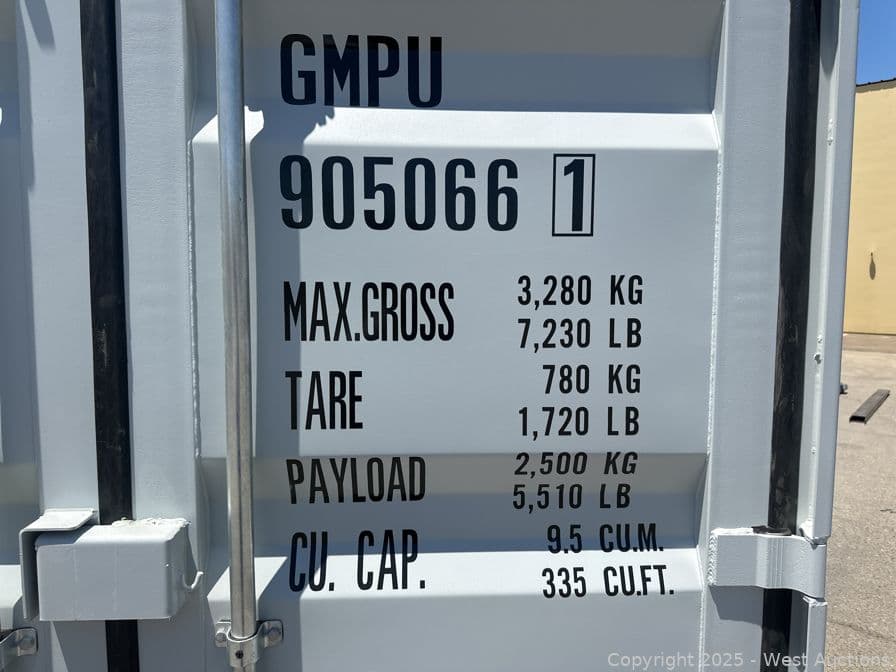 GMPU
905066 1
MAX.GROSS 3,280 KG
7,230 LB
TARE 780 KG
1,720 LB
PAYLOAD 2,500 KG
5,510 LB
CU. CAP. 9.5 CU.M.
335 CU.FT.
Copyright 2025 - West Auctions